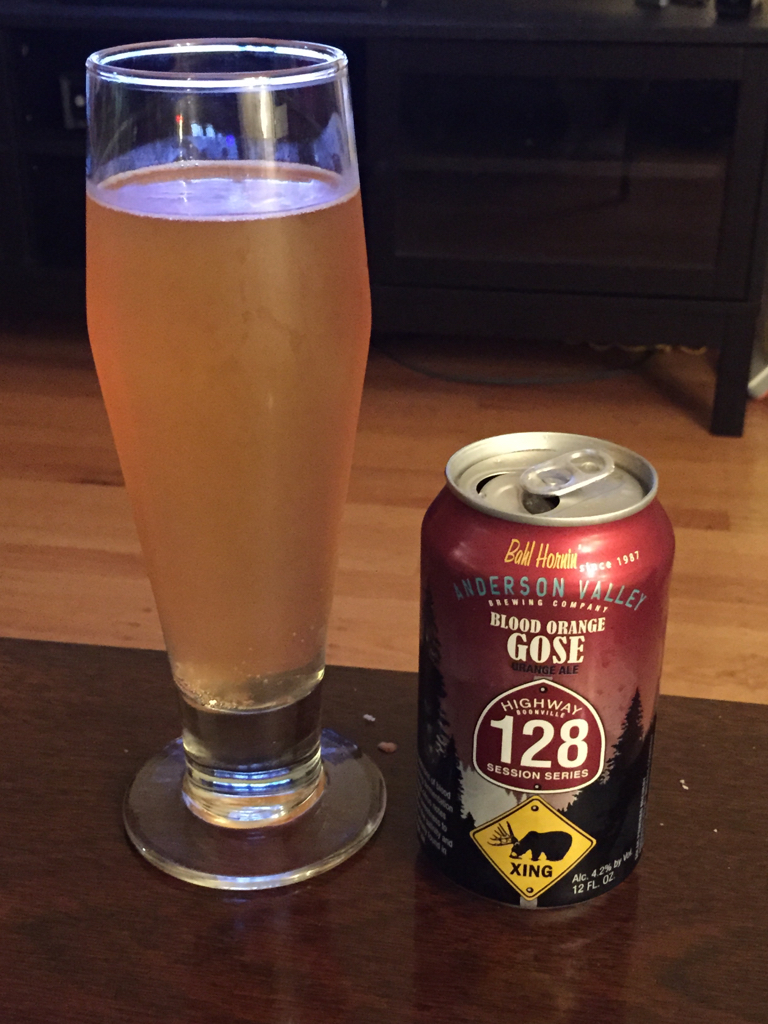 Bahl Hornin' since 1987
ANDERSON VALLEY
BREWING COMPANY
BLOOD ORANGE
GOSE
ORANGE ALE
HIGHWAY
BOONVILLE
128
SESSION SERIES
XING
Alc. 4.2% by Vol.
12 FL. OZ.